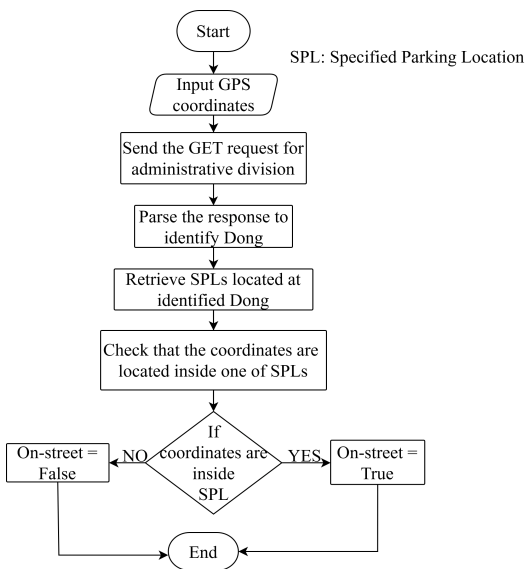 Start
SPL: Specified Parking Location
Input GPS
coordinates
Send the GET request for
administrative division
Parse the response to
identify Dong
Retrieve SPLs located at
identified Dong
Check that the coordinates are
located inside one of SPLs
If
coordinates are
inside
SPL
NO
YES
On-street =
False
On-street =
True
End